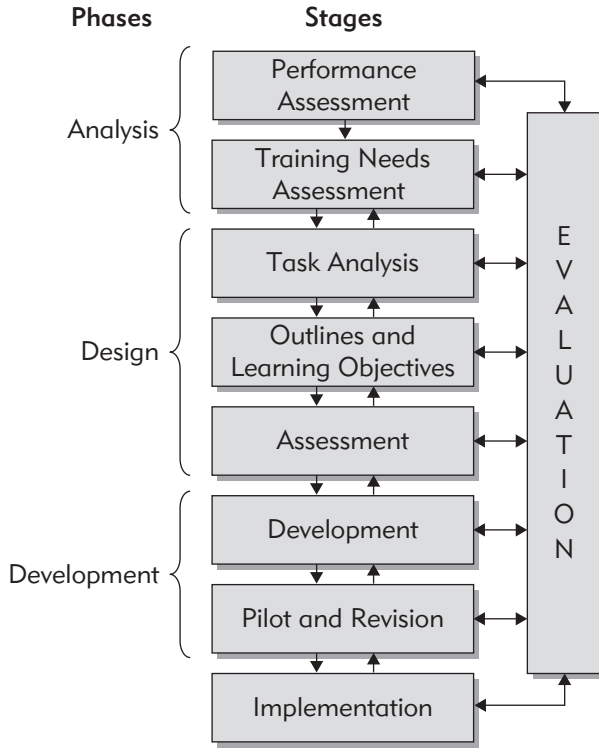 Phases Stages
Performance
Assessment
Analysis
Training Needs
Assessment
Task Analysis
Outlines and
Learning Objectives
Design
Assessment
Development
Development
Pilot and Revision
Implementation
EVALUATION